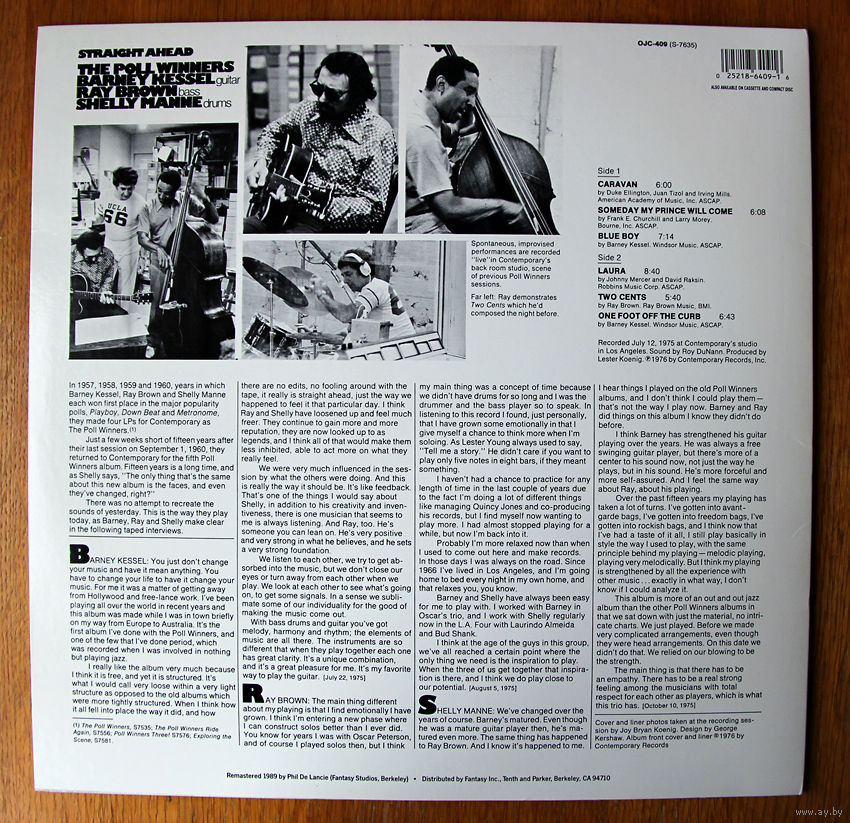 STRAIGHT AHEAD
THE POLL WINNERS
BARNEY KESSEL guitar
RAY BROWN bass
SHELLY MANNE drums
OJC-409 (S-7635)
0 25218-6409-1 6
ALSO AVAILABLE ON CASSETTE AND COMPACT DISC
UCLA
66
Spontaneous, improvised
performances are recorded
"live" in Contemporary's
back room studio, scene
of previous Poll Winners
sessions.
Far left: Ray demonstrates
Two Cents which he'd
composed the night before.
Side 1
CARAVAN 6:00
by Duke Ellington, Juan Tizol and Irving Mills.
American Academy of Music, Inc. ASCAP.
SOMEDAY MY PRINCE WILL COME 6:08
by Frank E. Churchill and Larry Morey.
Bourne, Inc. ASCAP.
BLUE BOY 7:14
by Barney Kessel. Windsor Music. ASCAP.
Side 2
LAURA 8:40
by Johnny Mercer and David Raksin.
Robbins Music Corp. ASCAP.
TWO CENTS 5:40
by Ray Brown. Ray Brown Music, BMI.
ONE FOOT OFF THE CURB 6:43
by Barney Kessel. Windsor Music, ASCAP.
Recorded July 12, 1975 at Contemporary's studio
in Los Angeles. Sound by Roy DuNann. Produced by
Lester Koenig. ℗1976 by Contemporary Records, Inc.
In 1957, 1958, 1959 and 1960, years in which
Barney Kessel, Ray Brown and Shelly Manne
each won first place in the major popularity
polls, Playboy, Down Beat and Metronome,
they made four LPs for Contemporary as
The Poll Winners.(1)
Just a few weeks short of fifteen years after
their last session on September 1, 1960, they
returned to Contemporary for the fifth Poll
Winners album. Fifteen years is a long time, and
as Shelly says, "The only thing that's the same
about this new album is the faces, and even
they've changed, right?"
There was no attempt to recreate the
sounds of yesterday. This is the way they play
today, as Barney, Ray and Shelly make clear
in the following taped interviews.
BARNEY KESSEL: You just don't change
your music and have it mean anything. You
have to change your life to have it change your
music. For me it was a matter of getting away
from Hollywood and free-lance work. I've been
playing all over the world in recent years and
this album was made while I was in town briefly
on my way from Europe to Australia. It's the
first album I've done with the Poll Winners, and
one of the few that I've done period, which
was recorded when I was involved in nothing
but playing jazz.
I really like the album very much because
I think it is free, and yet it is structured. It's
what I would call very loose within a very light
structure as opposed to the old albums which
were more tightly structured. When I think how
it all fell into place the way it did, and how
(1) The Poll Winners, S7535; The Poll Winners Ride
Again, S7556; Poll Winners Three! S7576; Exploring the
Scene, S7581.
there are no edits, no fooling around with the
tape, it really is straight ahead, just the way we
happened to feel it that particular day. I think
Ray and Shelly have loosened up and feel much
freer. They continue to gain more and more
reputation, they are now looked up to as
legends, and I think all of that would make them
less inhibited, able to act more on what they
really feel.
We were very much influenced in the ses-
sion by what the others were doing. And this
is really the way it should be. It's like feedback.
That's one of the things I would say about
Shelly, in addition to his creativity and inven-
tiveness, there is one musician that seems to
me is always listening. And Ray, too. He's
someone you can lean on. He's very positive
and very strong in what he believes, and he sets
a very strong foundation.
We listen to each other, we try to get ab-
sorbed into the music, but we don't close our
eyes or turn away from each other when we
play. We look at each other to see what's going
on, to get some signals. In a sense we subli-
mate some of our individuality for the good of
making the music come out.
With bass drums and guitar you've got
melody, harmony and rhythm; the elements of
music are all there. The instruments are so
different that when they play together each one
has great clarity. It's a unique combination,
and it's a great pleasure for me. It's my favorite
way to play the guitar. [July 22, 1975]
RAY BROWN: The main thing different
about my playing is that I find emotionally I have
grown. I think I'm entering a new phase where
I can construct solos better than I ever did.
You know for years I was with Oscar Peterson,
and of course I played solos then, but I think
my main thing was a concept of time because
we didn't have drums for so long and I was the
drummer and the bass player so to speak. In
listening to this record I found, just personally,
that I have grown some emotionally in that I
give myself a chance to think more when I'm
soloing. As Lester Young always used to say,
"Tell me a story." He didn't care if you want to
play only five notes in eight bars, if they meant
something.
I haven't had a chance to practice for any
length of time in the last couple of years due
to the fact I'm doing a lot of different things
like managing Quincy Jones and co-producing
his records, but I find myself now wanting to
play more. I had almost stopped playing for a
while, but now I'm back into it.
Probably I'm more relaxed now than when
I used to come out here and make records.
In those days I was always on the road. Since
1966 I've lived in Los Angeles, and I'm going
home to bed every night in my own home, and
that relaxes you, you know.
Barney and Shelly have always been easy
for me to play with. I worked with Barney in
Oscar's trio, and I work with Shelly regularly
now in the L.A. Four with Laurindo Almeida
and Bud Shank.
I think at the age of the guys in this group,
we've all reached a certain point where the
only thing we need is the inspiration to play.
When the three of us get together that inspira-
tion is there, and I think we do play close to
our potential. [August 5, 1975]
SHELLY MANNE: We've changed over the
years of course. Barney's matured. Even though
he was a mature guitar player then, he's ma-
tured even more. The same thing has happened
to Ray Brown. And I know it's happened to me.
I hear things I played on the old Poll Winners
albums, and I don't think I could play them—
that's not the way I play now. Barney and Ray
did things on this album I know they didn't do
before.
I think Barney has strengthened his guitar
playing over the years. He was always a free
swinging guitar player, but there's more of a
center to his sound now, not just the way he
plays, but in his sound. He's more forceful and
more self-assured. And I feel the same way
about Ray, about his playing.
Over the past fifteen years my playing has
taken a lot of turns. I've gotten into avant-
garde bags, I've gotten into freedom bags, I've
gotten into rockish bags, and I think now that
I've had a taste of it all, I still play basically in
style the way I used to play, with the same
principle behind my playing—melodic playing,
playing very melodically. But I think my playing
is strengthened by all the experience with
other music . . . exactly in what way, I don't
know if I could analyze it.
This album is more of an out and out jazz
album than the other Poll Winners albums in
that we sat down with just the material, no intri-
cate charts. We just played. Before we made
very complicated arrangements, even though
they were head arrangements. On this date we
didn't do that. We relied on our blowing to be
the strength.
The main thing is that there has to be
an empathy. There has to be a real strong
feeling among the musicians with total
respect for each other as players, which is what
this trio has. [October 10, 1975]
Cover and liner photos taken at the recording ses-
sion by Joy Bryan Koenig. Design by George
Kershaw. Album front cover and liner ℗1976 by
Contemporary Records
Remastered 1989 by Phil De Lancie (Fantasy Studios, Berkeley) • Distributed by Fantasy Inc., Tenth and Parker, Berkeley, CA 94710
www.ay.by